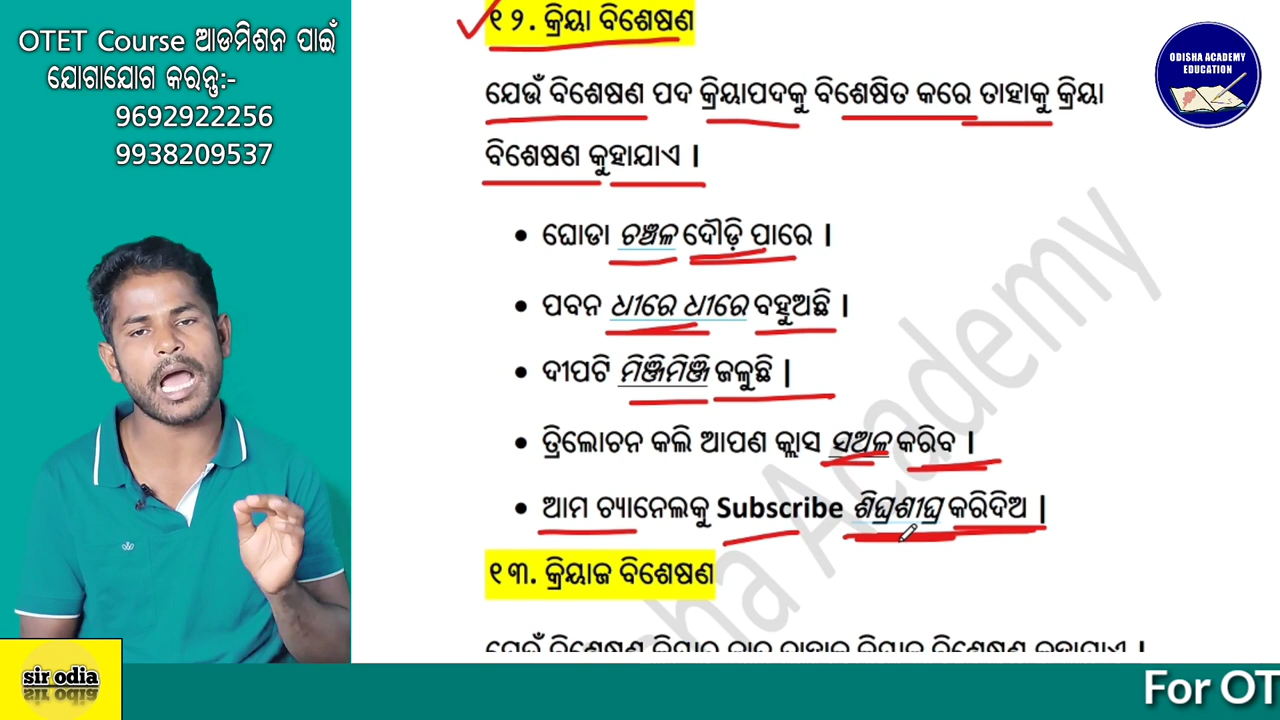 OTET Course ଆଡମିଶନ ପାଇଁ
ଯୋଗାଯୋଗ କରନ୍ତୁ:-
9692922256
9938209537
୧୨. କ୍ରିୟା ବିଶେଷଣ
ଯେଉଁ ବିଶେଷଣ ପଦ କ୍ରିୟାପଦକୁ ବିଶେଷିତ କରେ ତାହାକୁ କ୍ରିୟା
ବିଶେଷଣ କୁହାଯାଏ |
• ଘୋଡା ଚଞ୍ଚଳ ଦୌଡ଼ି ପାରେ |
• ପବନ ଧୀରେ ଧୀରେ ବହୁଅଛି |
• ଦୀପଟି ମିଞ୍ଜିମିଞ୍ଜି ଜଳୁଛି |
• ତ୍ରିଲୋଚନ କଲି ଆପଣ କ୍ଲାସ ସଅଳ କରିବ |
• ଆମ ଚ୍ୟାନେଲକୁ Subscribe ଶିଘ୍ରଶୀଘ୍ର କରିଦିଅ |
୧୩. କ୍ରିୟାଜ ବିଶେଷଣ
ODISHA ACADEMY
EDUCATION
sir odia
For OT